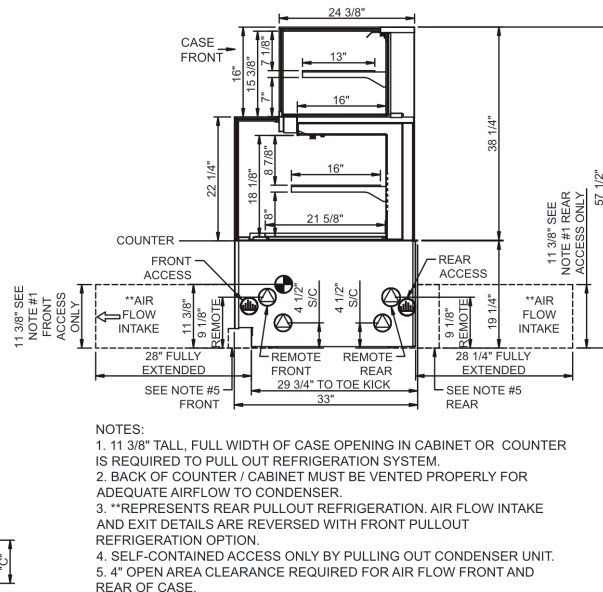 24 3/8"
CASE
FRONT
16"
15 3/8"
7 1/8"
7"
13"
16"
38 1/4"
57 1/2"
22 1/4"
18 1/8"
8 7/8"
8"
16"
21 5/8"
COUNTER
FRONT
ACCESS
REAR
ACCESS
11 3/8" SEE
NOTE #1 REAR
ACCESS ONLY
11 3/8" SEE
NOTE #1
FRONT
ACCESS
ONLY
**AIR
FLOW
INTAKE
11 3/8"
9 1/8"
REMOTE
4 1/2"
S/C
4 1/2"
S/C
9 1/8"
REMOTE
19 1/4"
**AIR
FLOW
INTAKE
28" FULLY
EXTENDED
REMOTE
FRONT
REMOTE
REAR
28 1/4" FULLY
EXTENDED
29 3/4" TO TOE KICK
SEE NOTE #5
FRONT
33"
SEE NOTE #5
REAR
NOTES:
1. 11 3/8" TALL, FULL WIDTH OF CASE OPENING IN CABINET OR COUNTER
IS REQUIRED TO PULL OUT REFRIGERATION SYSTEM.
2. BACK OF COUNTER / CABINET MUST BE VENTED PROPERLY FOR
ADEQUATE AIRFLOW TO CONDENSER.
3. **REPRESENTS REAR PULLOUT REFRIGERATION. AIR FLOW INTAKE
AND EXIT DETAILS ARE REVERSED WITH FRONT PULLOUT
REFRIGERATION OPTION.
4. SELF-CONTAINED ACCESS ONLY BY PULLING OUT CONDENSER UNIT.
5. 4" OPEN AREA CLEARANCE REQUIRED FOR AIR FLOW FRONT AND
REAR OF CASE.
"C"